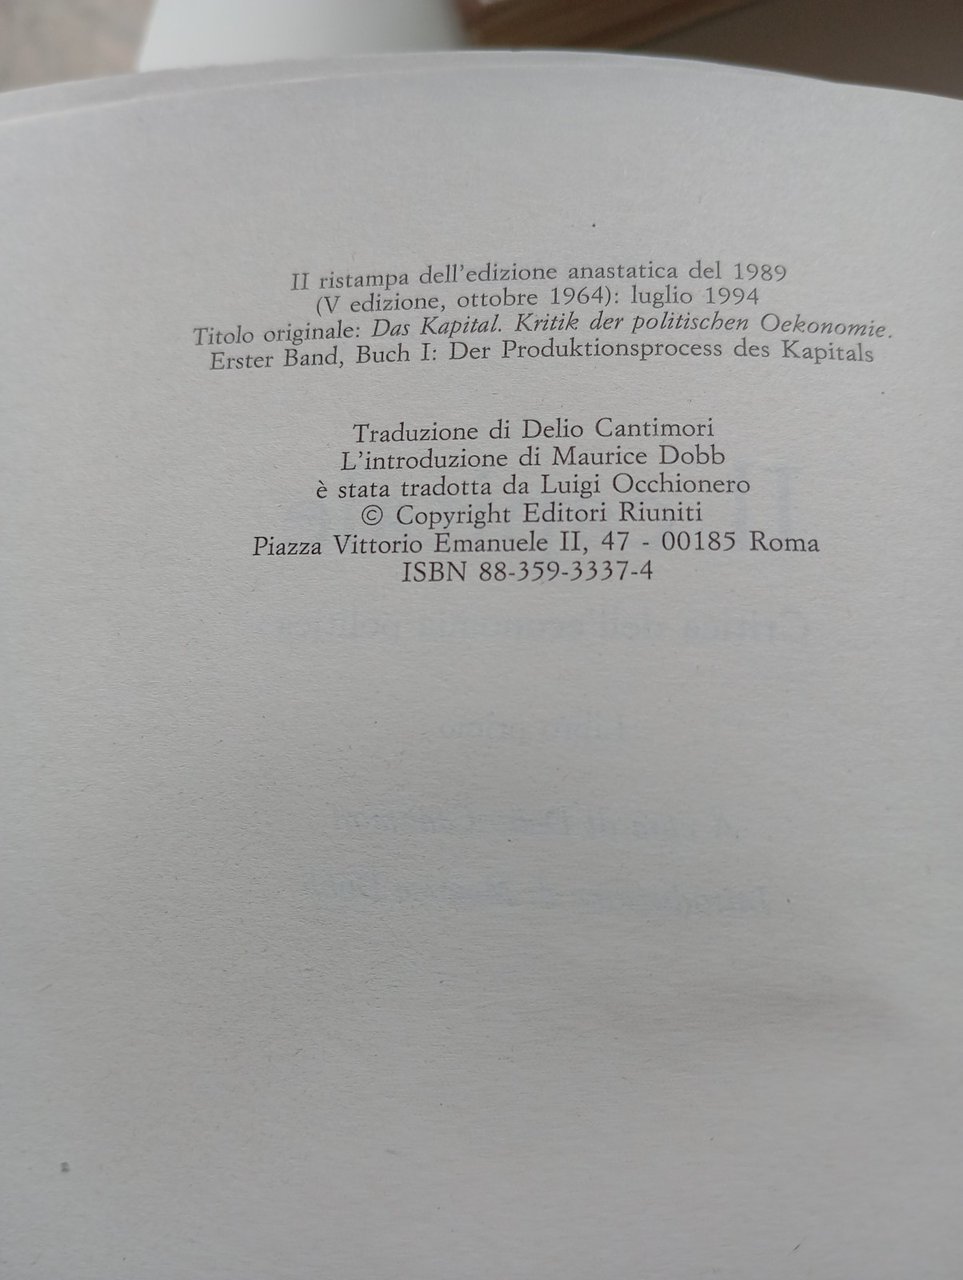 II ristampa dell'edizione anastatica del 1989
(V edizione, ottobre 1964): luglio 1994
Titolo originale: Das Kapital. Kritik der politischen Oekonomie.
Erster Band, Buch I: Der Produktionsprocess des Kapitals
Traduzione di Delio Cantimori
L'introduzione di Maurice Dobb
è stata tradotta da Luigi Occhionero
© Copyright Editori Riuniti
Piazza Vittorio Emanuele II, 47 - 00185 Roma
ISBN 88-359-3337-4